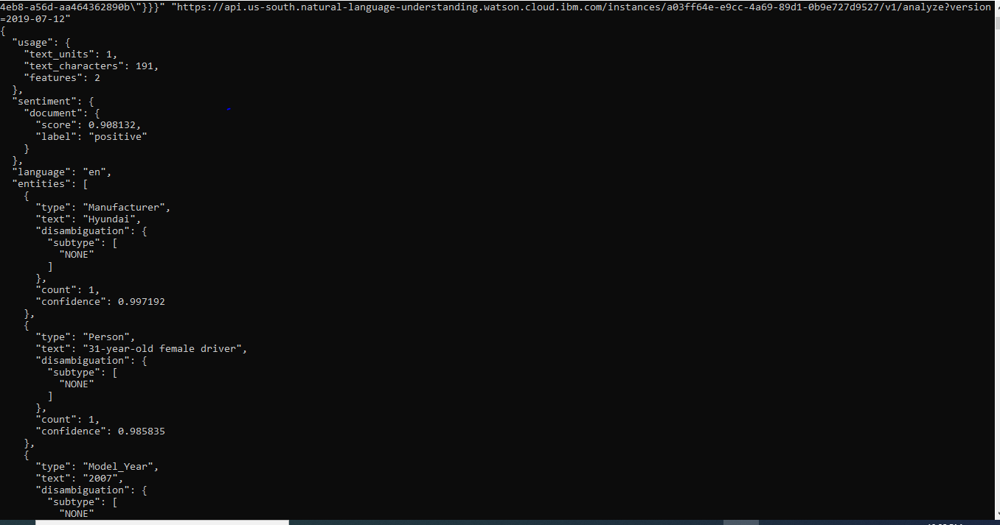 4eb8-a56d-aa464362890b\"}}}" "https://api.us-south.natural-language-understanding.watson.cloud.ibm.com/instances/a03ff64e-e9cc-4a69-89d1-0b9e727d9527/v1/analyze?version
=2019-07-12"
{
  "usage": {
    "text_units": 1,
    "text_characters": 191,
    "features": 2
  },
  "sentiment": {
    "document": {
      "score": 0.908132,
      "label": "positive"
    }
  },
  "language": "en",
  "entities": [
    {
      "type": "Manufacturer",
      "text": "Hyundai",
      "disambiguation": {
        "subtype": [
          "NONE"
        ]
      },
      "count": 1,
      "confidence": 0.997192
    },
    {
      "type": "Person",
      "text": "31-year-old female driver",
      "disambiguation": {
        "subtype": [
          "NONE"
        ]
      },
      "count": 1,
      "confidence": 0.985835
    },
    {
      "type": "Model_Year",
      "text": "2007",
      "disambiguation": {
        "subtype": [
          "NONE"